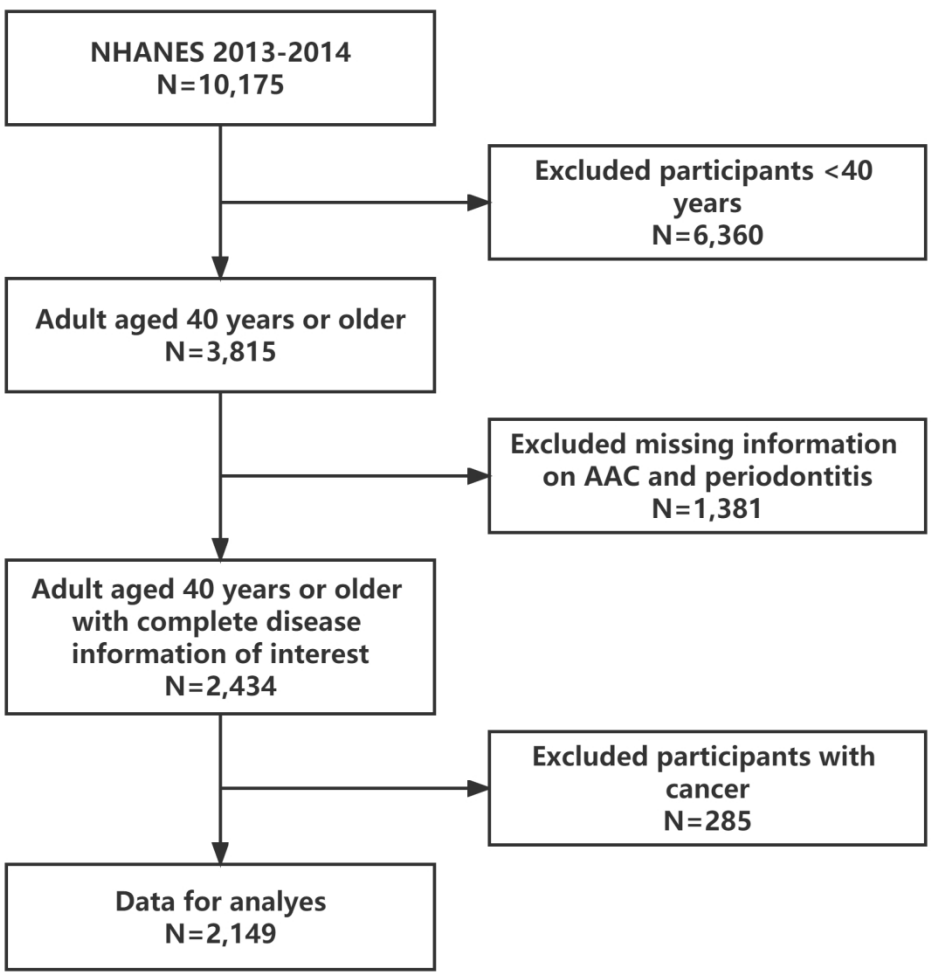 NHANES 2013-2014
N=10,175
Excluded participants <40
years
N=6,360
Adult aged 40 years or older
N=3,815
Excluded missing information
on AAC and periodontitis
N=1,381
Adult aged 40 years or older
with complete disease
information of interest
N=2,434
Excluded participants with
cancer
N=285
Data for analyes
N=2,149